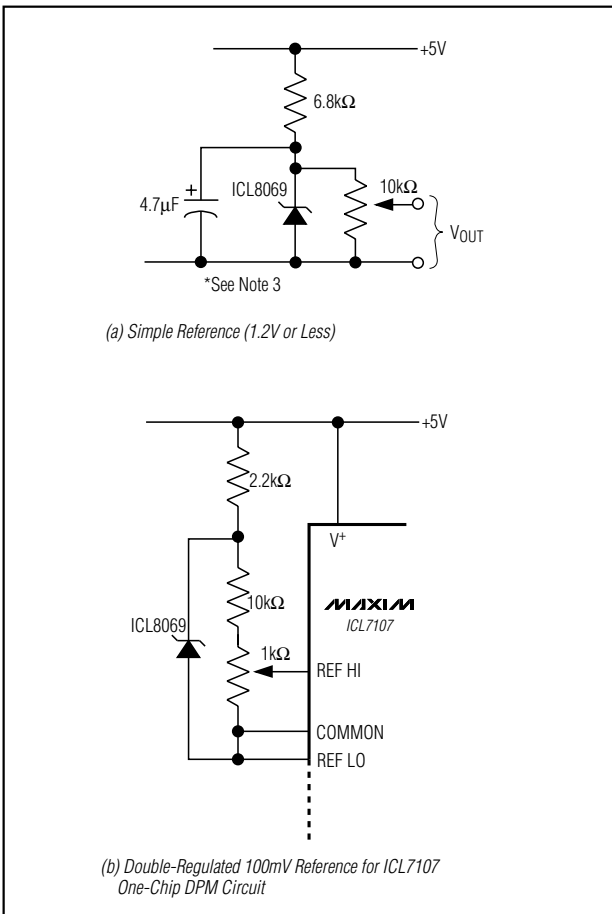 +5V
6.8kΩ
ICL8069
10kΩ
+
4.7μF
VOUT
*See Note 3
(a) Simple Reference (1.2V or Less)
+5V
2.2kΩ
V+
10kΩ
MAXIM
ICL7107
ICL8069
1kΩ
REF HI
COMMON
REF LO
(b) Double-Regulated 100mV Reference for ICL7107
One-Chip DPM Circuit